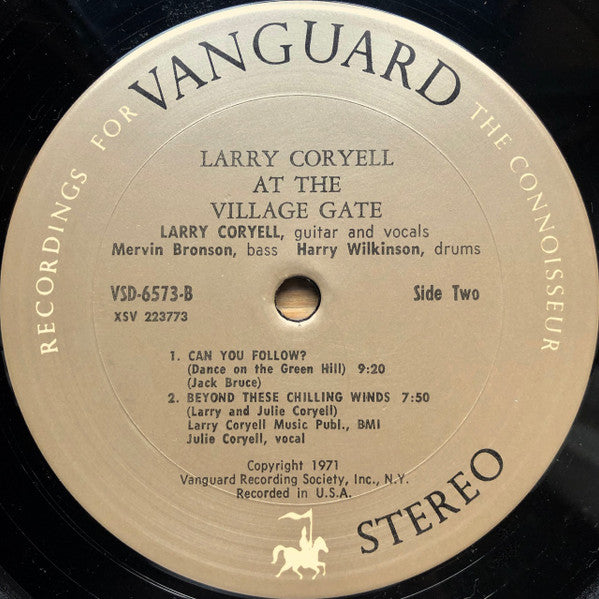 RECORDINGS FOR VANGUARD THE CONNOISSEUR
LARRY CORYELL
AT THE
VILLAGE GATE
LARRY CORYELL, guitar and vocals
Mervin Bronson, bass Harry Wilkinson, drums
VSD-6573-B Side Two
XSV 223773
1. CAN YOU FOLLOW?
(Dance on the Green Hill) 9:20
(Jack Bruce)
2. BEYOND THESE CHILLING WINDS 7:50
(Larry and Julie Coryell)
Larry Coryell Music Publ., BMI
Julie Coryell, vocal
Copyright 1971
Vanguard Recording Society, Inc., N.Y.
Recorded in U.S.A.
STEREO